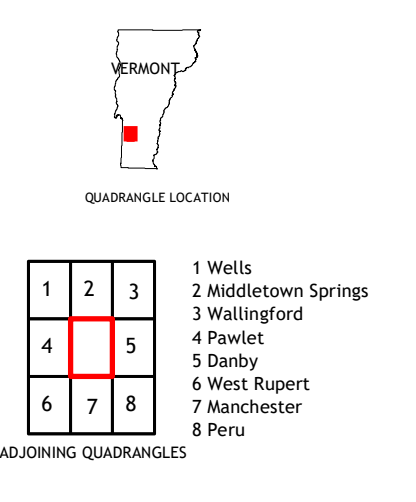 VERMONT
QUADRANGLE LOCATION
1 2 3
4 5
6 7 8
1 Wells
2 Middletown Springs
3 Wallingford
4 Pawlet
5 Danby
6 West Rupert
7 Manchester
8 Peru
ADJOINING QUADRANGLES